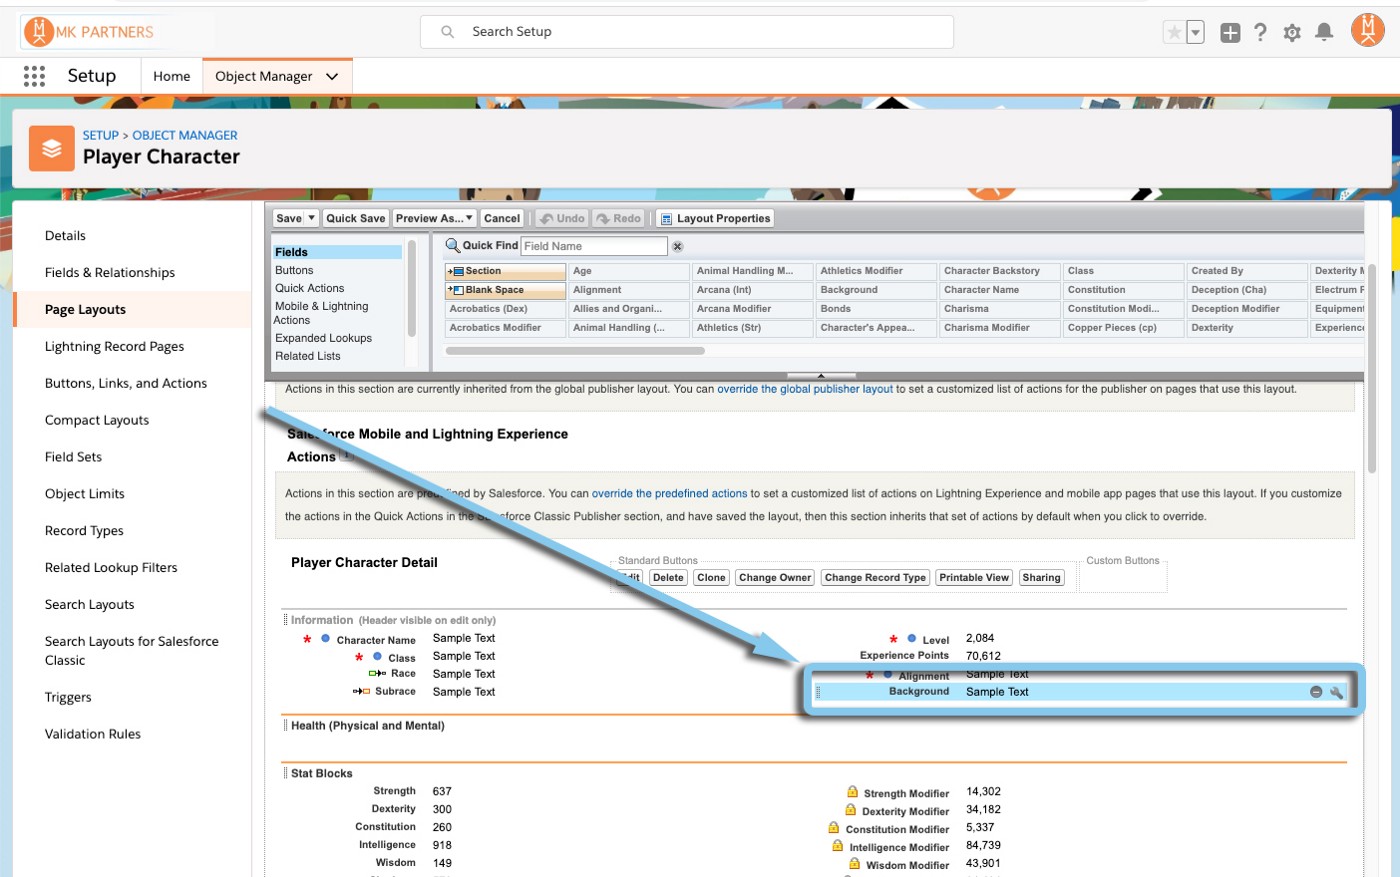 MK PARTNERS
Search Setup
Setup
Home
Object Manager
SETUP > OBJECT MANAGER
Player Character
Details
Fields & Relationships
Page Layouts
Lightning Record Pages
Buttons, Links, and Actions
Compact Layouts
Field Sets
Object Limits
Record Types
Related Lookup Filters
Search Layouts
Search Layouts for Salesforce
Classic
Triggers
Validation Rules
Save Quick Save Preview As... Cancel Undo Redo Layout Properties
Fields
Buttons
Quick Actions
Mobile & Lightning
Actions
Expanded Lookups
Related Lists
Quick Find Field Name
Section Age Animal Handling M... Athletics Modifier Character Backstory Class Created By Dexterity M
Blank Space Alignment Arcana (Int) Background Character Name Constitution Deception (Cha) Electrum P
Acrobatics (Dex) Allies and Organi... Arcana Modifier Bonds Charisma Constitution Modi... Deception Modifier Equipment
Acrobatics Modifier Animal Handling (... Athletics (Str) Character's Appea... Charisma Modifier Copper Pieces (cp) Dexterity Experience
Actions in this section are currently inherited from the global publisher layout. You can override the global publisher layout to set a customized list of actions for the publisher on pages that use this layout.
Salesforce Mobile and Lightning Experience
Actions
Actions in this section are predefined by Salesforce. You can override the predefined actions to set a customized list of actions on Lightning Experience and mobile app pages that use this layout. If you customize
the actions in the Quick Actions in the Salesforce Classic Publisher section, and have saved the layout, then this section inherits that set of actions by default when you click to override.
Player Character Detail
Standard Buttons
Edit Delete Clone Change Owner Change Record Type Printable View Sharing
Custom Buttons
Information (Header visible on edit only)
* Character Name Sample Text
* Class Sample Text
Race Sample Text
Subrace Sample Text
* Level 2,084
Experience Points 70,612
* Alignment Sample Text
Background Sample Text
Health (Physical and Mental)
Stat Blocks
Strength 637
Dexterity 300
Constitution 260
Intelligence 918
Wisdom 149
Strength Modifier 14,302
Dexterity Modifier 34,182
Constitution Modifier 5,337
Intelligence Modifier 84,739
Wisdom Modifier 43,901